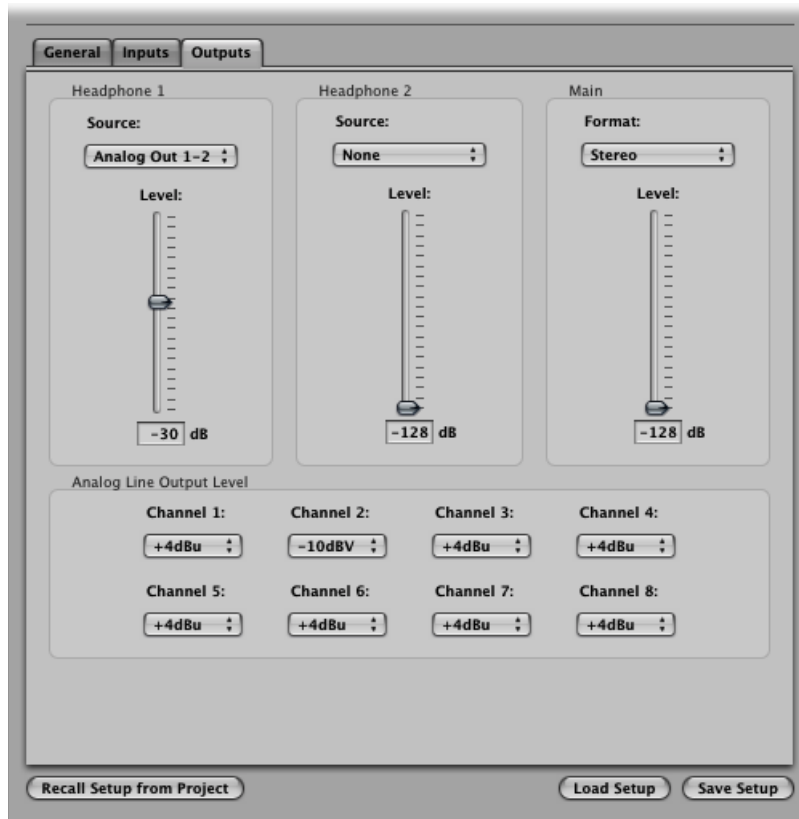 General Inputs Outputs
Headphone 1 Headphone 2 Main
Source: Source: Format:
Analog Out 1-2 None Stereo
Level: Level: Level:
-30 dB -128 dB -128 dB
Analog Line Output Level
Channel 1: Channel 2: Channel 3: Channel 4:
+4dBu -10dBV +4dBu +4dBu
Channel 5: Channel 6: Channel 7: Channel 8:
+4dBu +4dBu +4dBu +4dBu
Recall Setup from Project Load Setup Save Setup